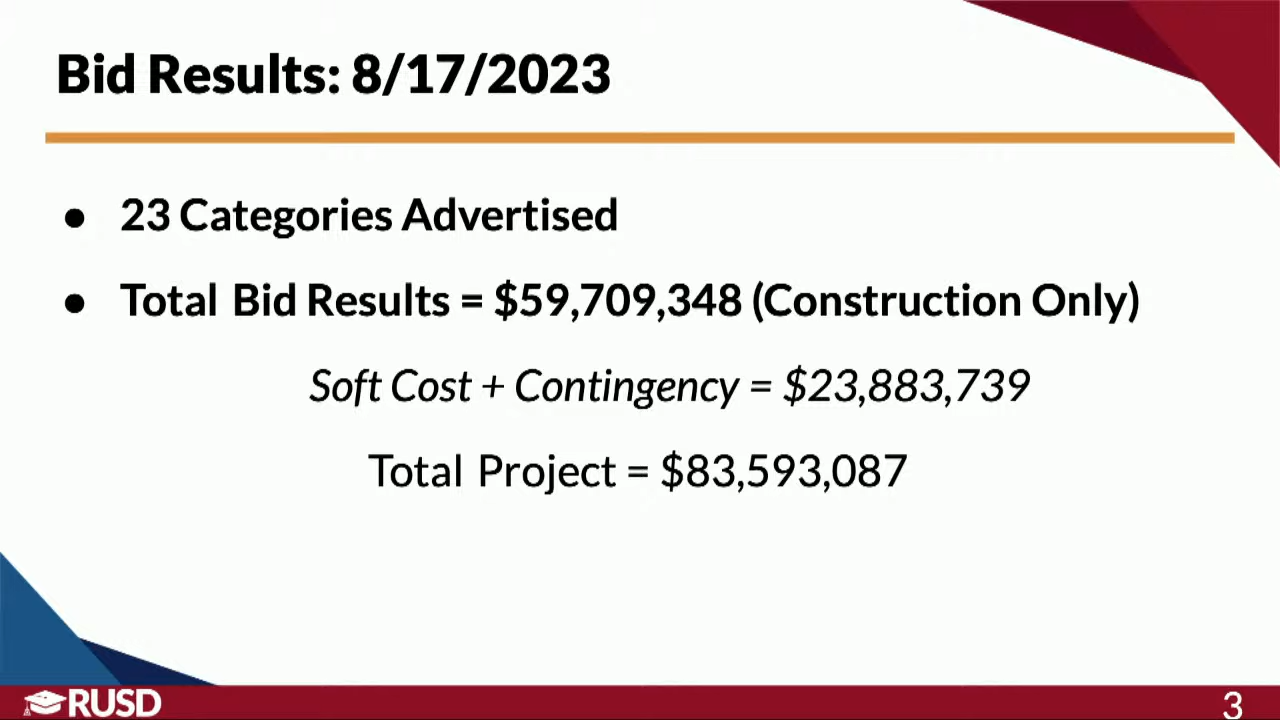 Bid Results: 8/17/2023
● 23 Categories Advertised
● Total Bid Results = $59,709,348 (Construction Only)
Soft Cost + Contingency = $23,883,739
Total Project = $83,593,087
RUSD
3